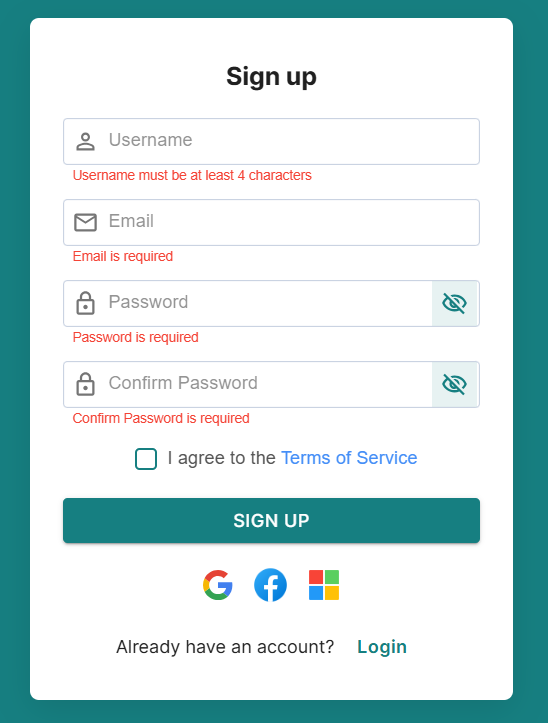 Sign up
Username
Username must be at least 4 characters
Email
Email is required
Password
Password is required
Confirm Password
Confirm Password is required
I agree to the Terms of Service
SIGN UP
Already have an account? Login